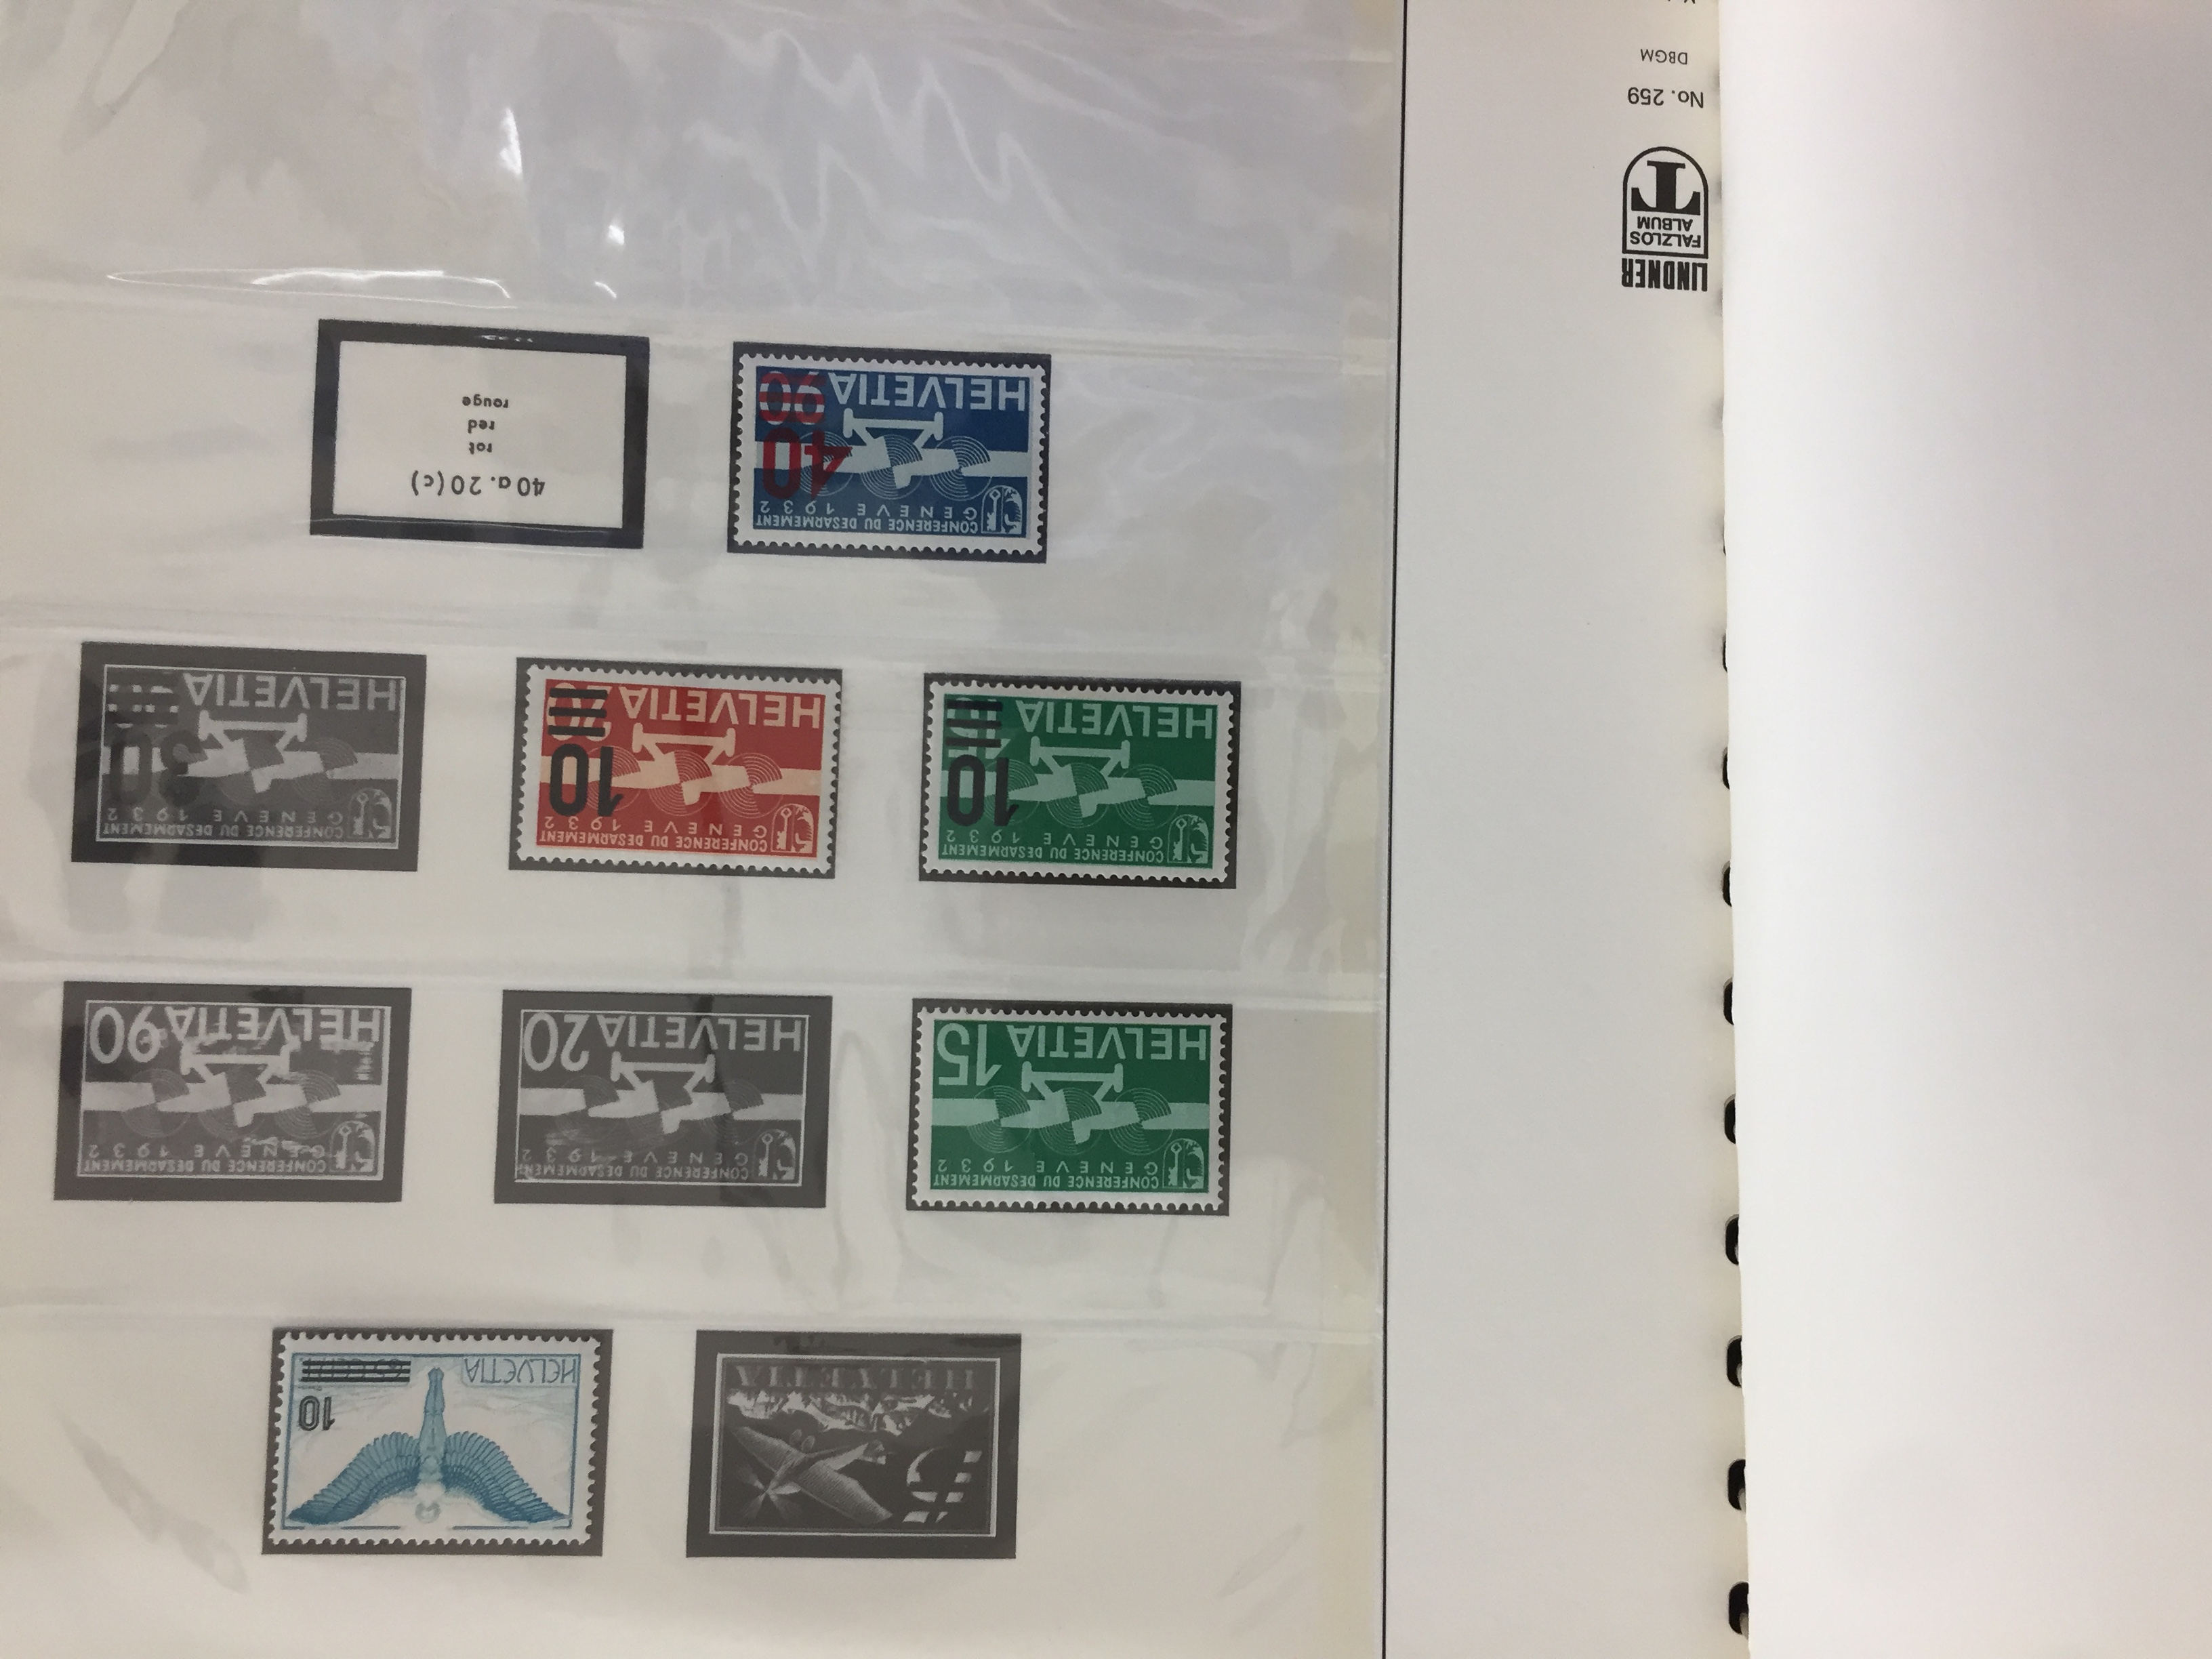 HELVETIA
10
HELVETIA
CONFERENCE DU DESARMEMENT
GENEVE 1932
HELVETIA 15
CONFERENCE DU DESARMEMENT
GENEVE 1932
HELVETIA 20
CONFERENCE DU DESARMEMENT
GENEVE 1932
HELVETIA 90
CONFERENCE DU DESARMEMENT
GENEVE 1932
10
HELVETIA 15
CONFERENCE DU DESARMEMENT
GENEVE 1932
10
HELVETIA 20
CONFERENCE DU DESARMEMENT
GENEVE 1932
30
HELVETIA
CONFERENCE DU DESARMEMENT
GENEVE 1932
40
HELVETIA 90
40 a. 20 (c)
rot
red
rouge
LINDNER
FALZLOS
ALBUM
T
No. 259
DBGM